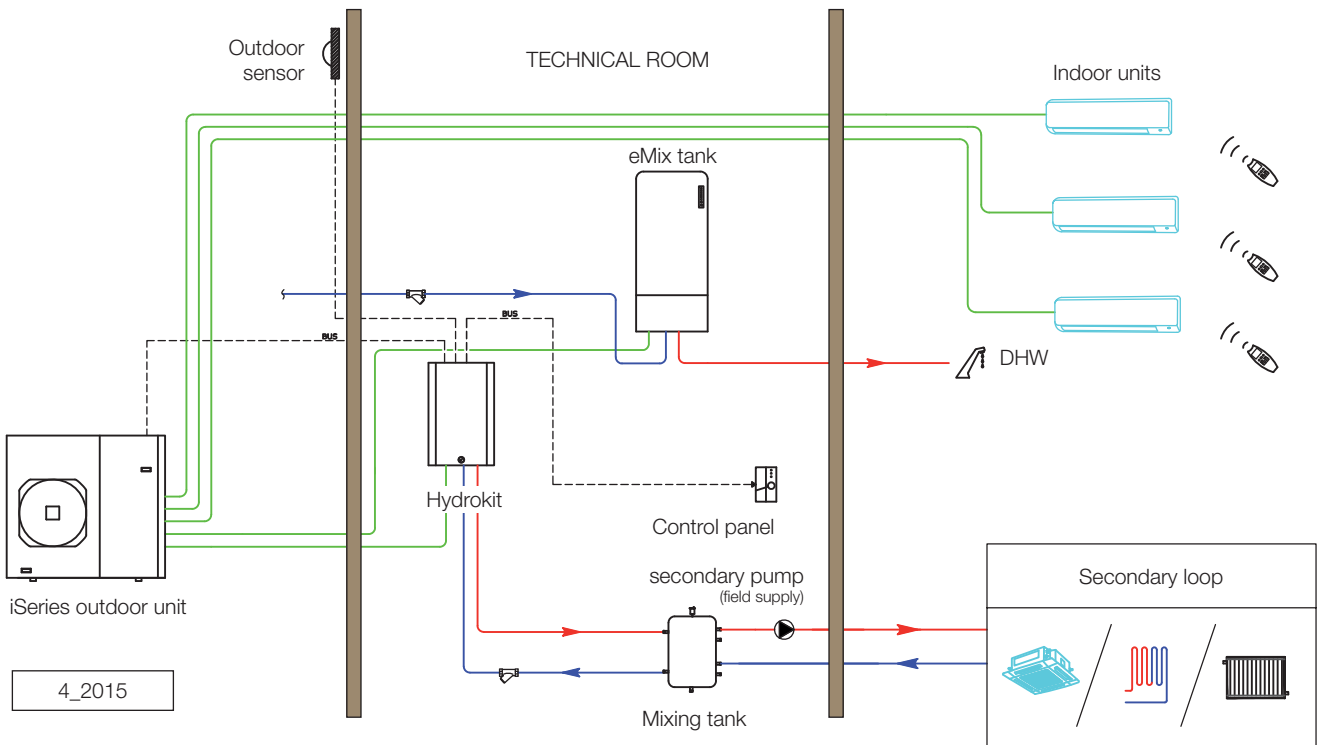 Outdoor
sensor
TECHNICAL ROOM
Indoor units
eMix tank
BUS
BUS
DHW
Hydrokit
Control panel
iSeries outdoor unit
secondary pump
(field supply)
Secondary loop
4_2015
Mixing tank